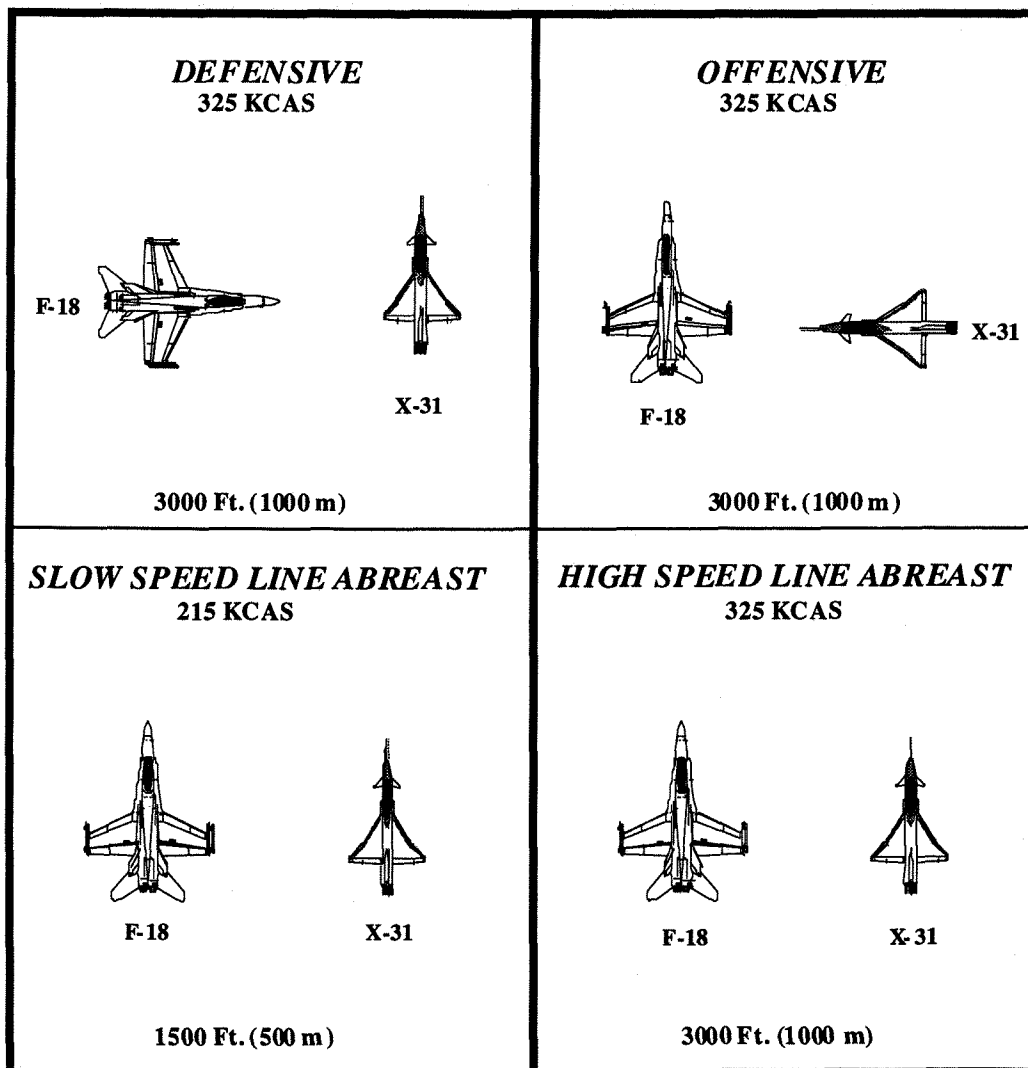 DEFENSIVE
325 KCAS
F-18
X-31
3000 Ft. (1000 m)
OFFENSIVE
325 KCAS
X-31
F-18
3000 Ft. (1000 m)
SLOW SPEED LINE ABREAST
215 KCAS
F-18
X-31
1500 Ft. (500 m)
HIGH SPEED LINE ABREAST
325 KCAS
F-18
X-31
3000 Ft. (1000 m)